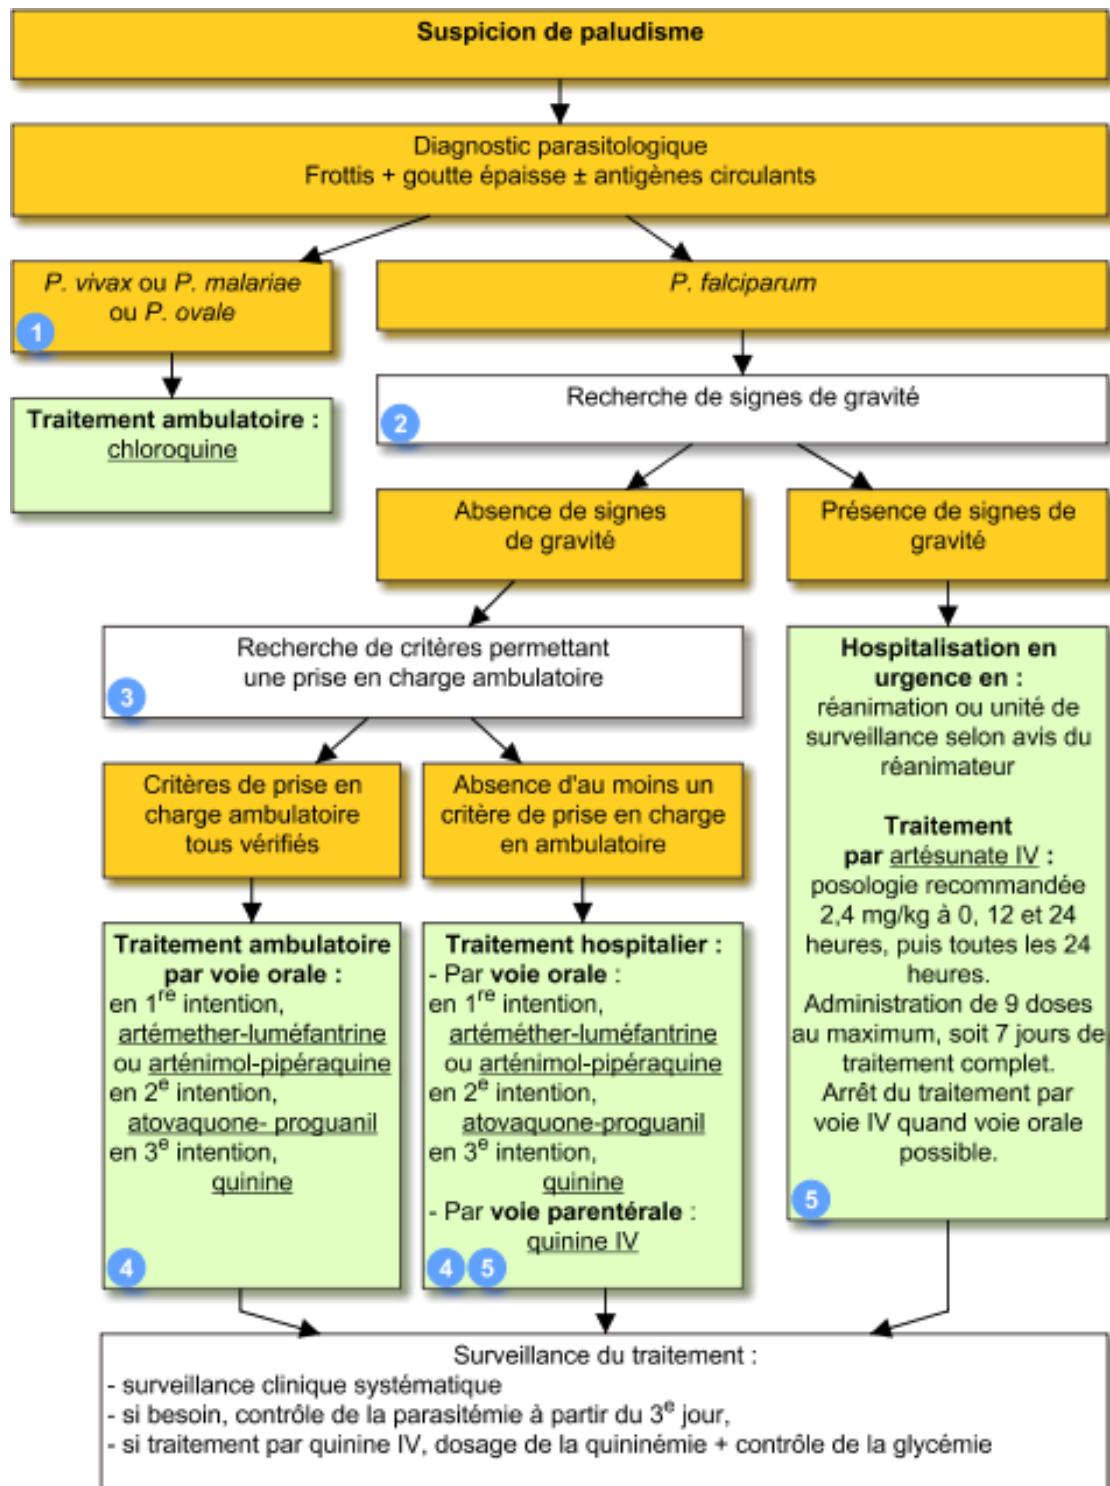 Suspicion de paludisme
Diagnostic parasitologique
Frottis + goutte épaisse ± antigènes circulants
P. vivax ou P. malariae
ou P. ovale
1
P. falciparum
Traitement ambulatoire :
chloroquine
Recherche de signes de gravité
2
Absence de signes
de gravité
Présence de signes de
gravité
Recherche de critères permettant
une prise en charge ambulatoire
3
Critères de prise en
charge ambulatoire
tous vérifiés
Absence d'au moins un
critère de prise en charge
en ambulatoire
Hospitalisation en
urgence en :
réanimation ou unité de
surveillance selon avis du
réanimateur
Traitement
par artésunate IV :
posologie recommandée
2,4 mg/kg à 0, 12 et 24
heures, puis toutes les 24
heures.
Administration de 9 doses
au maximum, soit 7 jours de
traitement complet.
Arrêt du traitement par
voie IV quand voie orale
possible.
5
Traitement ambulatoire
par voie orale :
en 1re intention,
artémether-luméfantrine
ou arténimol-pipéraquine
en 2e intention,
atovaquone- proguanil
en 3e intention,
quinine
4
Traitement hospitalier :
- Par voie orale :
en 1re intention,
artéméther-luméfantrine
ou arténimol-pipéraquine
en 2e intention,
atovaquone-proguanil
en 3e intention,
quinine
- Par voie parentérale :
quinine IV
4 5
Surveillance du traitement :
- surveillance clinique systématique
- si besoin, contrôle de la parasitémie à partir du 3e jour,
- si traitement par quinine IV, dosage de la quininémie + contrôle de la glycémie